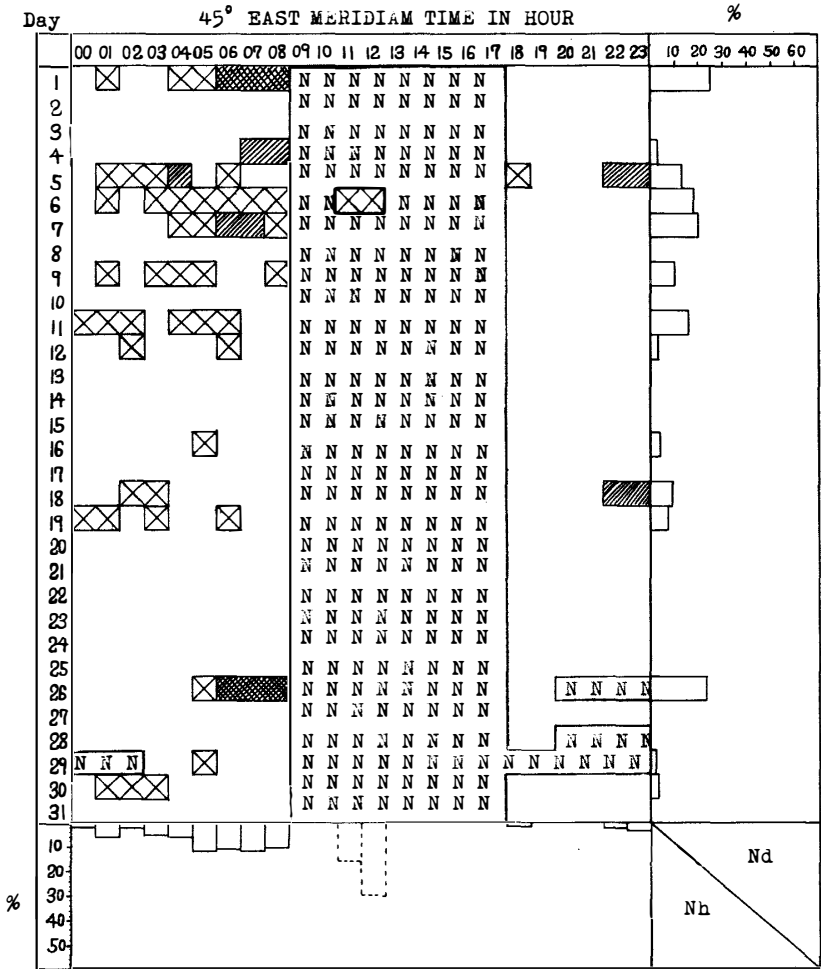 Day 45° EAST MERIDIAM TIME IN HOUR %
00 01 02 03 04 05 06 07 08 09 10 11 12 13 14 15 16 17 18 19 20 21 22 23 10 20 30 40 50 60
1 N N N N N N N N
2 N N N N N N N N
3 N N N N N N N N
4 N N N N N N N N
5 N N N N N N N N
6 N N N N N N
7 N N N N N N N N
8 N N N N N N N N
9 N N N N N N N N
10 N N N N N N N N
11 N N N N N N N N
12 N N N N N N N N
13 N N N N N N N N
14 N N N N N N N N
15 N N N N N N N N
16 N N N N N N N N
17 N N N N N N N N
18 N N N N N N N N
19 N N N N N N N N
20 N N N N N N N N
21 N N N N N N N N
22 N N N N N N N N
23 N N N N N N N N
24 N N N N N N N N
25 N N N N N N N N
26 N N N N N N N N N N N N
27 N N N N N N N N
28 N N N N N N N N N N N N
29 N N N N N N N N N N N N N N N N N
30 N N N N N N N N
31 N N N N N N N N
10
Nd
20
30
% Nh
40
50